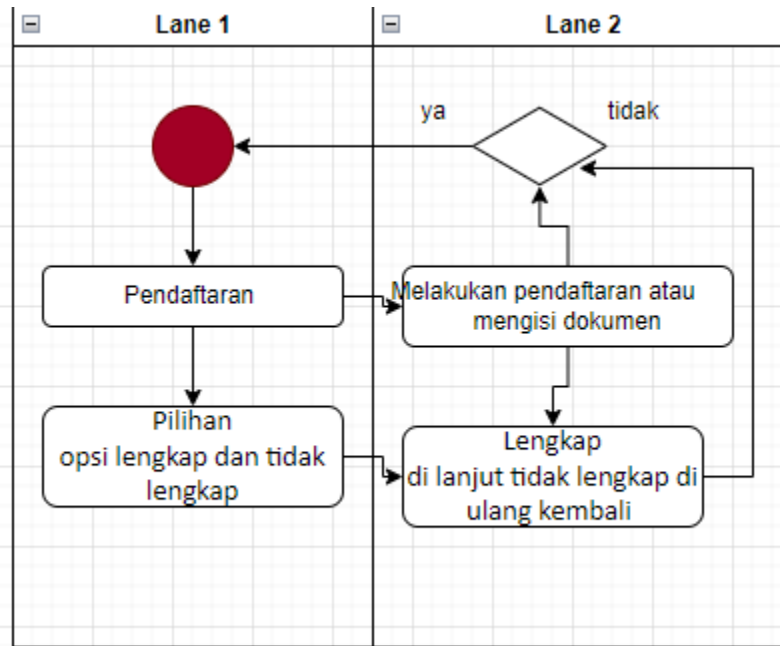 Lane 1
Lane 2
ya
tidak
Pendaftaran
Melakukan pendaftaran atau
mengisi dokumen
Pilihan
opsi lengkap dan tidak
lengkap
Lengkap
di lanjut tidak lengkap di
ulang kembali